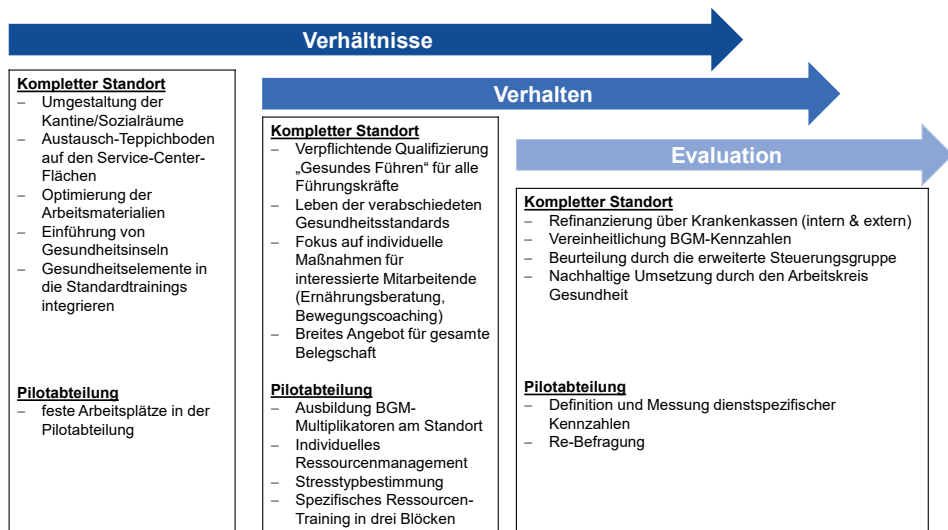 Verhältnisse
Kompletter Standort
– Umgestaltung der
Kantine/Sozialräume
– Austausch-Teppichboden
auf den Service-Center-
Flächen
– Optimierung der
Arbeitsmaterialien
– Einführung von
Gesundheitsinseln
– Gesundheitselemente in
die Standardtrainings
integrieren
Pilotabteilung
– feste Arbeitsplätze in der
Pilotabteilung
Verhalten
Kompletter Standort
– Verpflichtende Qualifizierung
„Gesundes Führen“ für alle
Führungskräfte
– Leben der verabschiedeten
Gesundheitsstandards
– Fokus auf individuelle
Maßnahmen für
interessierte Mitarbeitende
(Ernährungsberatung,
Bewegungscoaching)
– Breites Angebot für gesamte
Belegschaft
Pilotabteilung
– Ausbildung BGM-
Multiplikatoren am Standort
– Individuelles
Ressourcenmanagement
– Stresstypbestimmung
– Spezifisches Ressourcen-
Training in drei Blöcken
Evaluation
Kompletter Standort
– Refinanzierung über Krankenkassen (intern & extern)
– Vereinheitlichung BGM-Kennzahlen
– Beurteilung durch die erweiterte Steuerungsgruppe
– Nachhaltige Umsetzung durch den Arbeitskreis
Gesundheit
Pilotabteilung
– Definition und Messung dienstspezifischer
Kennzahlen
– Re-Befragung